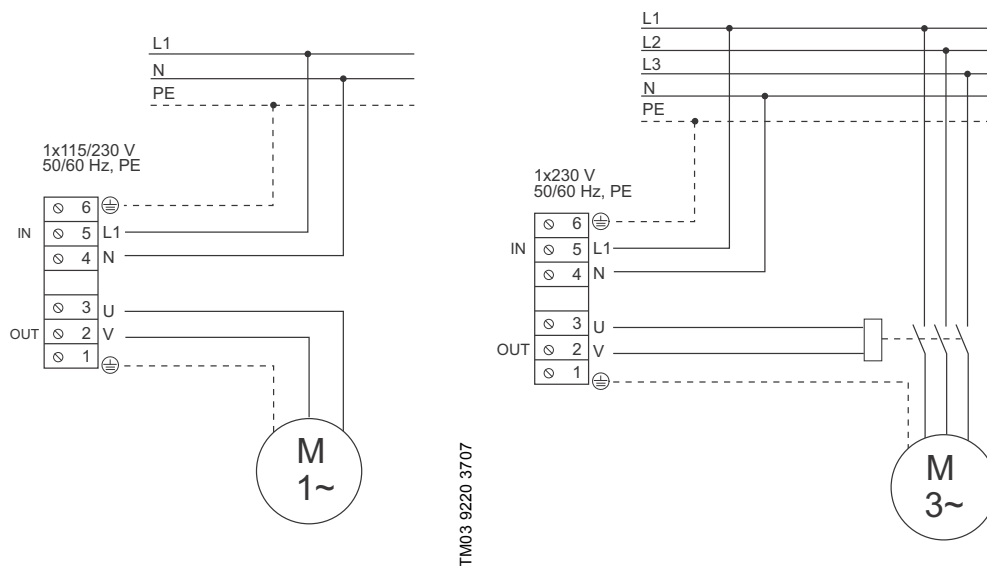 L1
N
PE
1x115/230 V
50/60 Hz, PE
6
IN 5 L1
4 N
3 U
OUT 2 V
1
M
1~
TM03 9220 3707
L1
L2
L3
N
PE
1x230 V
50/60 Hz, PE
6
IN 5 L1
4 N
3 U
OUT 2 V
1
M
3~